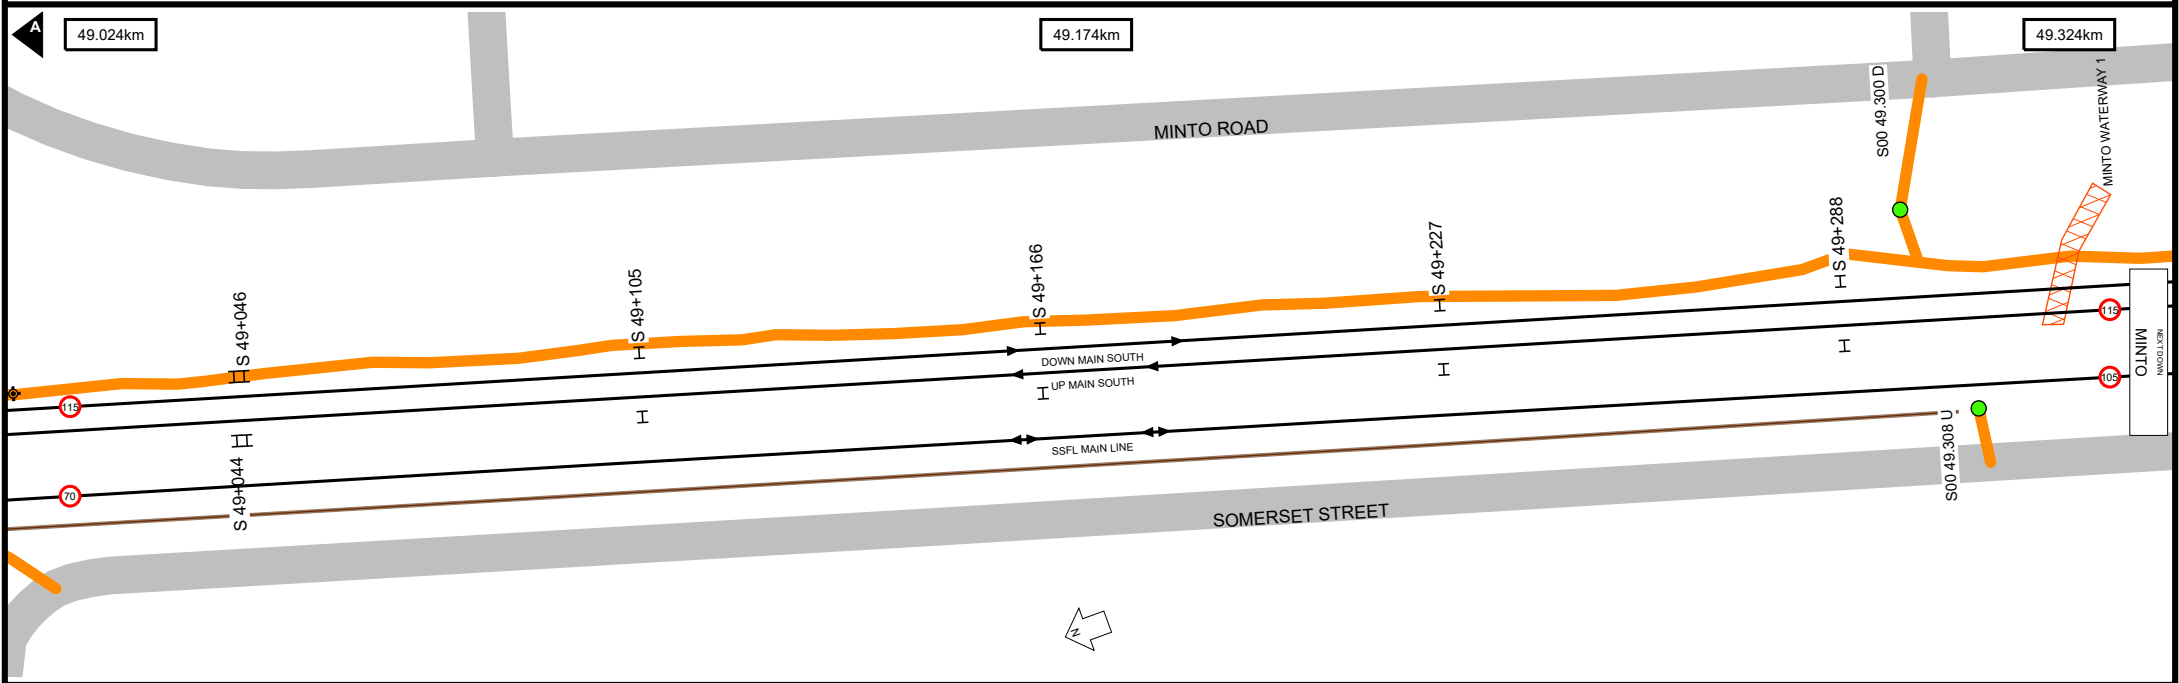 A
49.024km
49.174km
49.324km
MINTO ROAD
S00 49.300 D
MINTO WATERWAY 1
S 49+046
S 49+105
S 49+166
S 49+227
S 49+288
115
DOWN MAIN SOUTH
UP MAIN SOUTH
115
MINTO
NEXT DOWN
105
S 49+044
70
SSFL MAIN LINE
S00 49.308 U
SOMERSET STREET
N